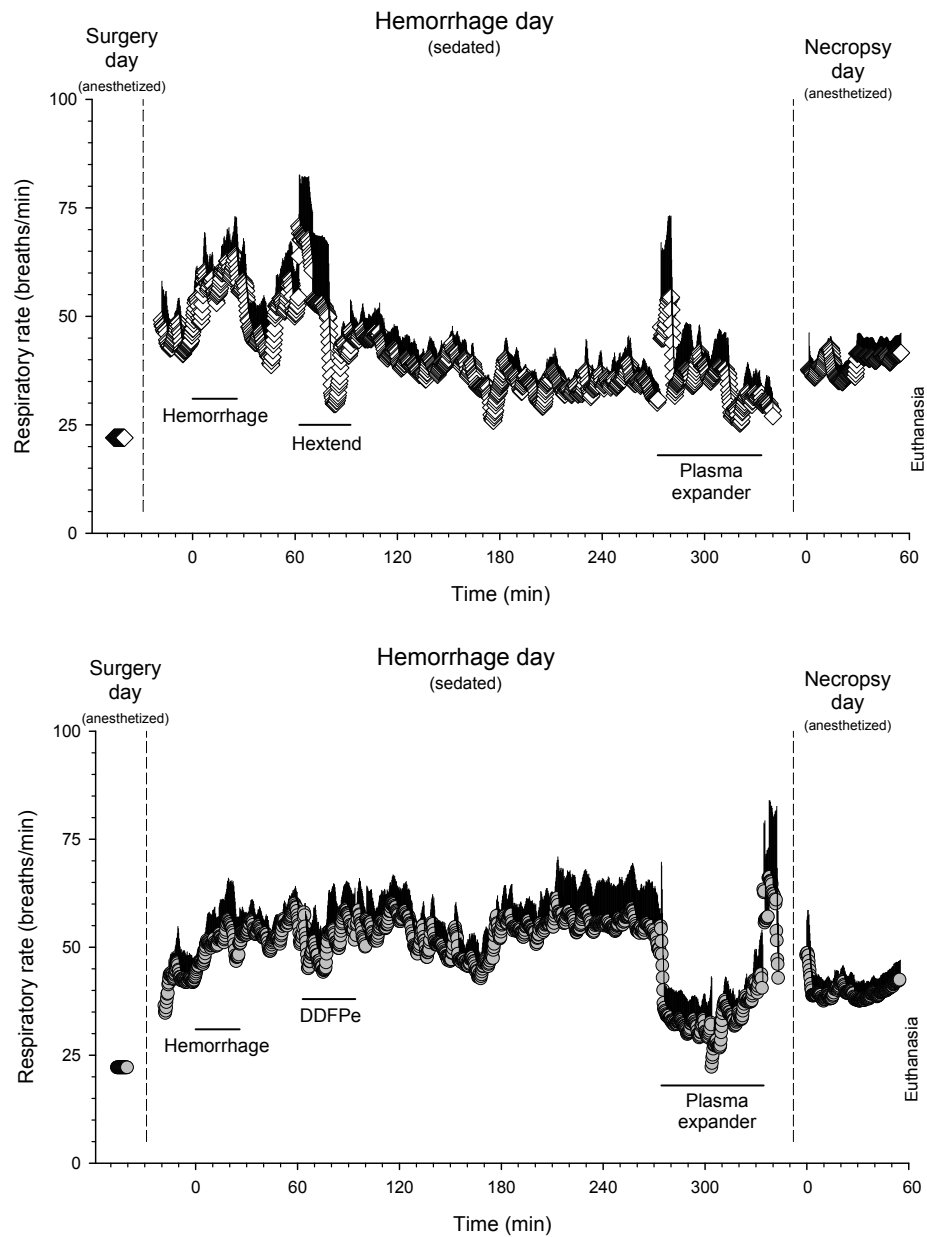 Hemorrhage day
(sedated)
Surgery
day
(anesthetized)
Necropsy
day
(anesthetized)
Respiratory rate (breaths/min)
100
75
50
25
0
Hemorrhage
Hextend
Plasma
expander
Euthanasia
0 60 120 180 240 300 0 60
Time (min)
Hemorrhage day
(sedated)
Surgery
day
(anesthetized)
Necropsy
day
(anesthetized)
Respiratory rate (breaths/min)
100
75
50
25
0
Hemorrhage
DDFPe
Plasma
expander
Euthanasia
0 60 120 180 240 300 0 60
Time (min)